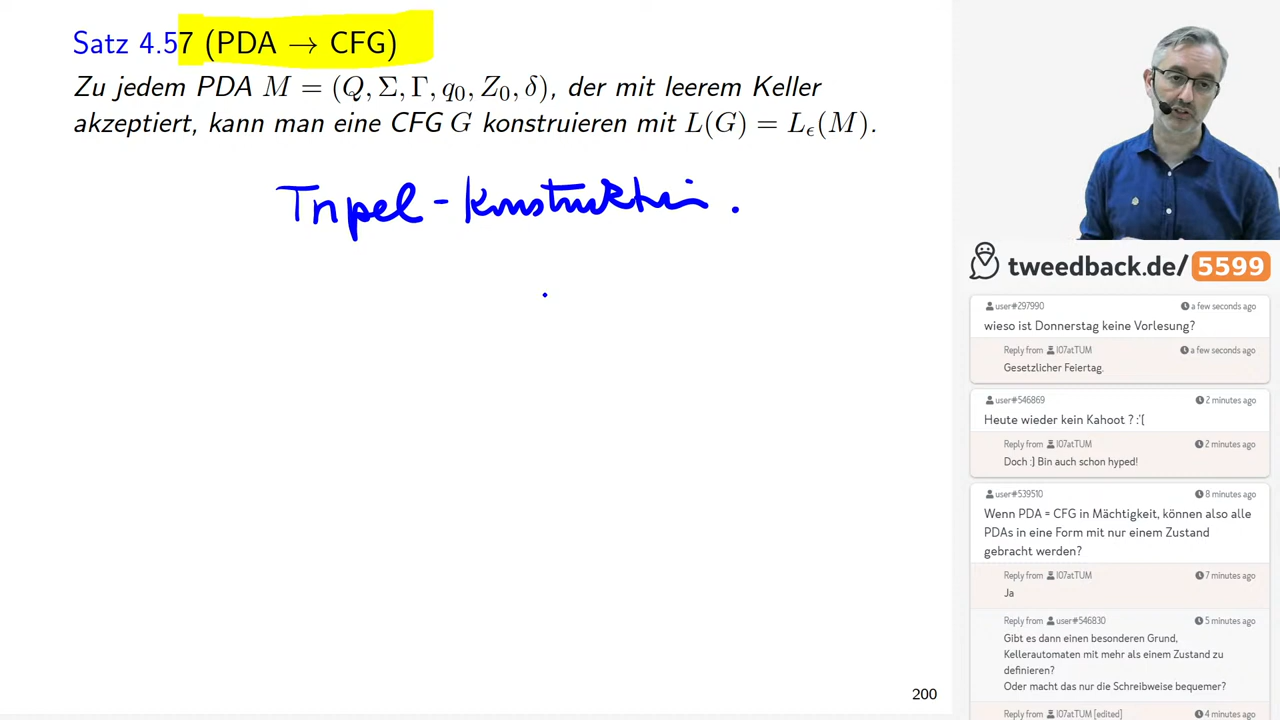 Satz 4.57 (PDA → CFG)
Zu jedem PDA M = (Q, Σ, Γ, q₀, Z₀, δ), der mit leerem Keller
akzeptiert, kann man eine CFG G konstruieren mit L(G) = Lϵ(M).
Tripel-Konstruktion.
200
tweedback.de/ 5599
user#297990 a few seconds ago
wieso ist Donnerstag keine Vorlesung?
Reply from I07atTUM a few seconds ago
Gesetzlicher Feiertag.
user#546869 2 minutes ago
Heute wieder kein Kahoot ? :'[
Reply from I07atTUM 2 minutes ago
Doch :] Bin auch schon hyped!
user#539510 8 minutes ago
Wenn PDA = CFG in Mächtigkeit, können also alle
PDAs in eine Form mit nur einem Zustand
gebracht werden?
Reply from I07atTUM 7 minutes ago
Ja
Reply from user#546830 5 minutes ago
Gibt es dann einen besonderen Grund,
Kellerautomaten mit mehr als einem Zustand zu
definieren?
Oder macht das nur die Schreibweise bequemer?
Reply from I07atTUM [edited] 4 minutes ago